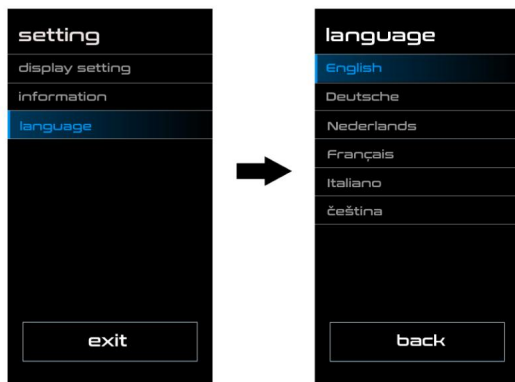 setting
display setting
information
language
exit
language
English
Deutsche
Nederlands
Français
Italiano
čeština
back